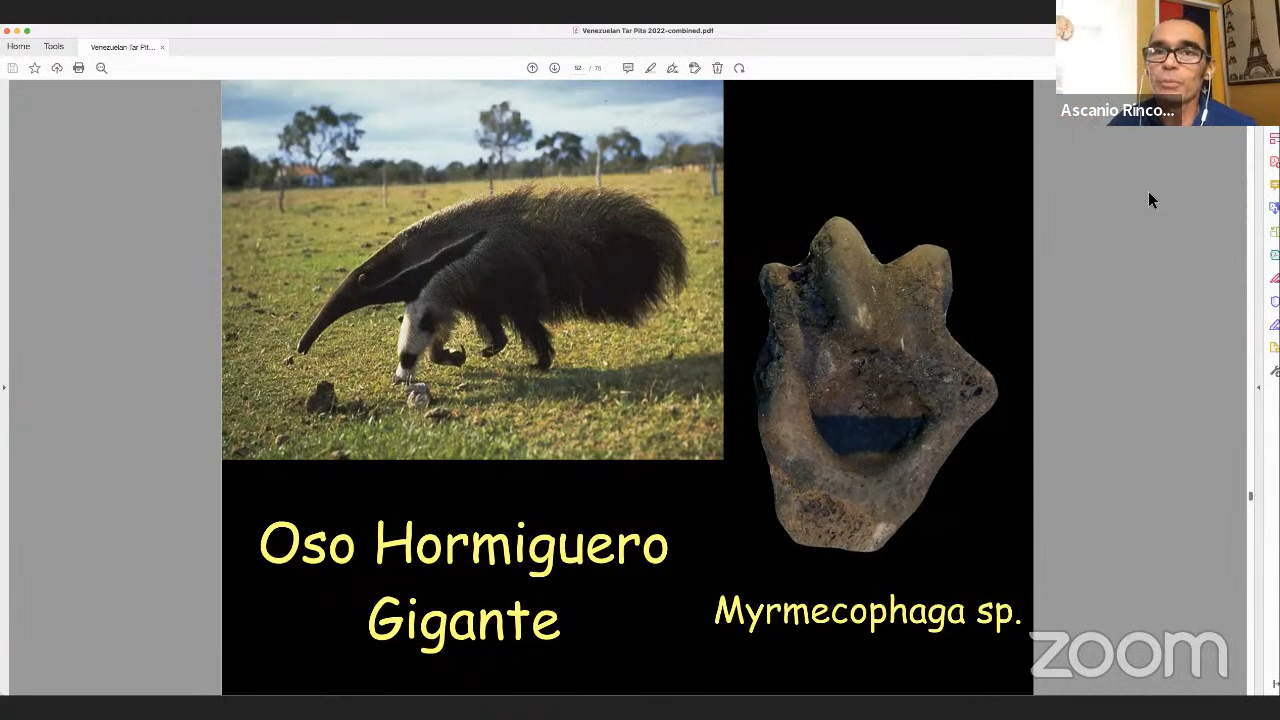 Venezuelan Tar Pits 2022-combined.pdf
Home
Tools
Venezuelan Tar Pit...
52 / 75
Ascanio Rinco...
Oso Hormiguero
Gigante
Myrmecophaga sp.
zoom